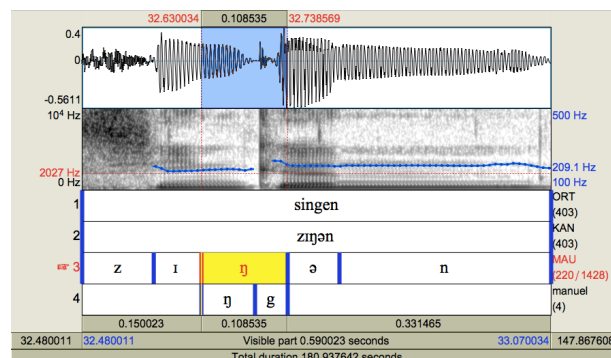 32.630034 0.108535 32.738569
0.4
0
-0.5611
10⁴ Hz 500 Hz
2027 Hz 209.1 Hz
0 Hz 100 Hz
1 singen ORT (403)
2 zɪŋən KAN (403)
3 z ɪ ŋ ə n MAU (220 / 1428)
4 ŋ g manuel (4)
0.150023 0.108535 0.331465
32.480011 32.480011 Visible part 0.590023 seconds 33.070034 147.867608
Total duration 180.937642 seconds